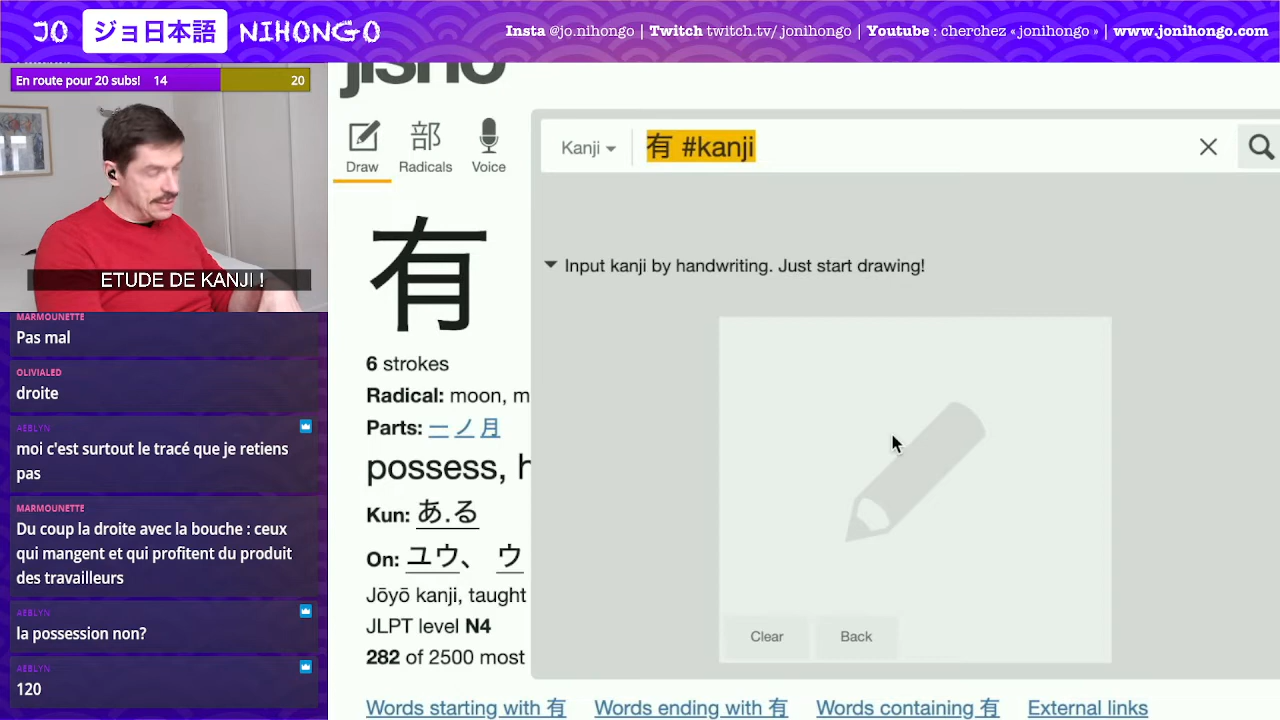 JO ジョ日本語 NIHONGO
Insta @jo.nihongo | Twitch twitch.tv/ jonihongo | Youtube : cherchez « jonihongo » | www.jonihongo.com
En route pour 20 subs! 14 20
ETUDE DE KANJI !
MARMOUNETTE
Pas mal
OLIVIALED
droite
AEBLYN
moi c'est surtout le tracé que je retiens
pas
MARMOUNETTE
Du coup la droite avec la bouche : ceux
qui mangent et qui profitent du produit
des travailleurs
AEBLYN
la possession non?
AEBLYN
120
jisho
Draw
部
Radicals
Voice
Kanji
有 #kanji
Input kanji by handwriting. Just start drawing!
Clear
Back
有
6 strokes
Radical: moon, m
Parts: 一 ノ 月
possess, h
Kun: あ.る
On: ユウ、 ウ
Jōyō kanji, taught
JLPT level N4
282 of 2500 most
Words starting with 有
Words ending with 有
Words containing 有
External links